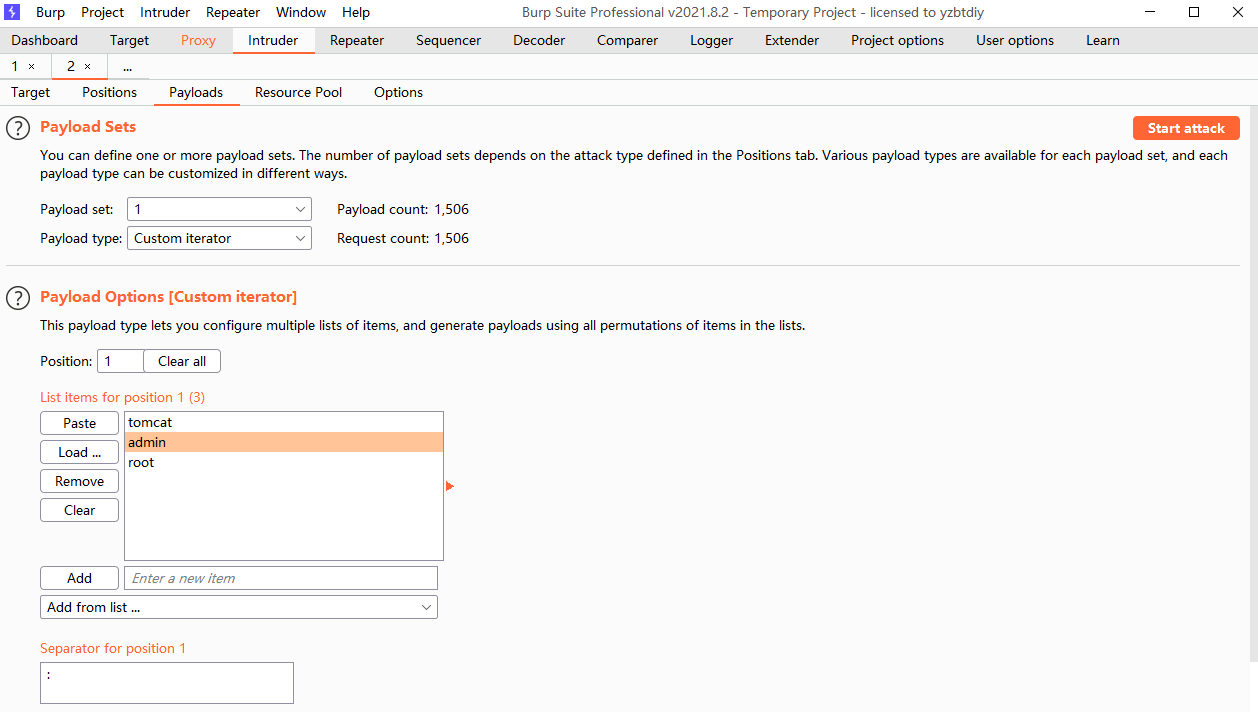 Burp Project Intruder Repeater Window Help Burp Suite Professional v2021.8.2 - Temporary Project - licensed to yzbtdiy
Dashboard Target Proxy Intruder Repeater Sequencer Decoder Comparer Logger Extender Project options User options Learn
1 × 2 × ...
Target Positions Payloads Resource Pool Options
? Payload Sets Start attack
You can define one or more payload sets. The number of payload sets depends on the attack type defined in the Positions tab. Various payload types are available for each payload set, and each
payload type can be customized in different ways.
Payload set: 1 Payload count: 1,506
Payload type: Custom iterator Request count: 1,506
? Payload Options [Custom iterator]
This payload type lets you configure multiple lists of items, and generate payloads using all permutations of items in the lists.
Position: 1 Clear all
List items for position 1 (3)
Paste tomcat
admin
Load ...
root
Remove
Clear
Add Enter a new item
Add from list ...
Separator for position 1
: